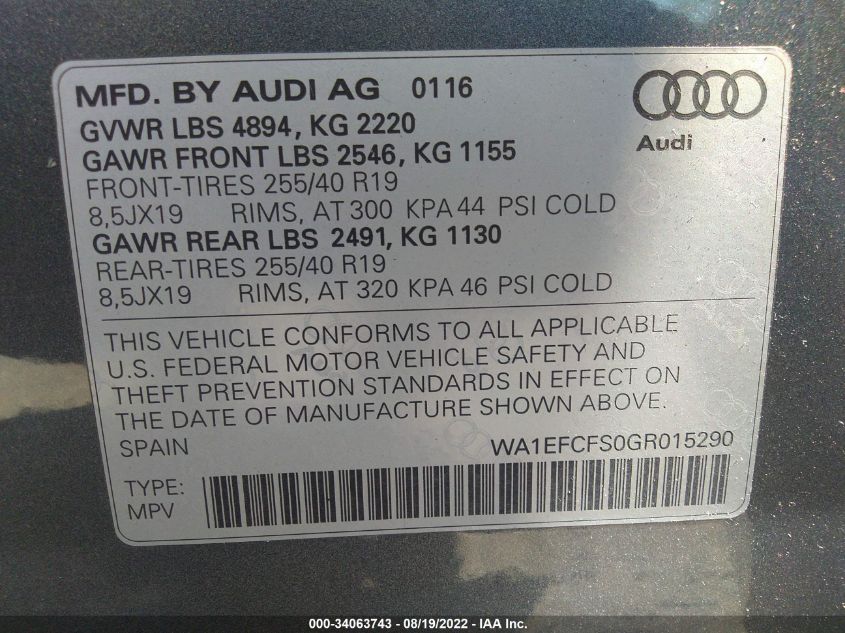 MFD. BY AUDI AG 0116
GVWR LBS 4894, KG 2220
GAWR FRONT LBS 2546, KG 1155
FRONT-TIRES 255/40 R19
8,5JX19 RIMS, AT 300 KPA 44 PSI COLD
GAWR REAR LBS 2491, KG 1130
REAR-TIRES 255/40 R19
8,5JX19 RIMS, AT 320 KPA 46 PSI COLD
Audi
THIS VEHICLE CONFORMS TO ALL APPLICABLE
U.S. FEDERAL MOTOR VEHICLE SAFETY AND
THEFT PREVENTION STANDARDS IN EFFECT ON
THE DATE OF MANUFACTURE SHOWN ABOVE.
SPAIN WA1EFCFS0GR015290
TYPE:
MPV
000-34063743 - 08/19/2022 - IAA Inc.